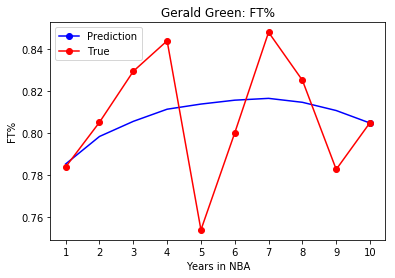 Gerald Green: FT%
Prediction
True
FT%
0.84
0.82
0.80
0.78
0.76
1 2 3 4 5 6 7 8 9 10
Years in NBA